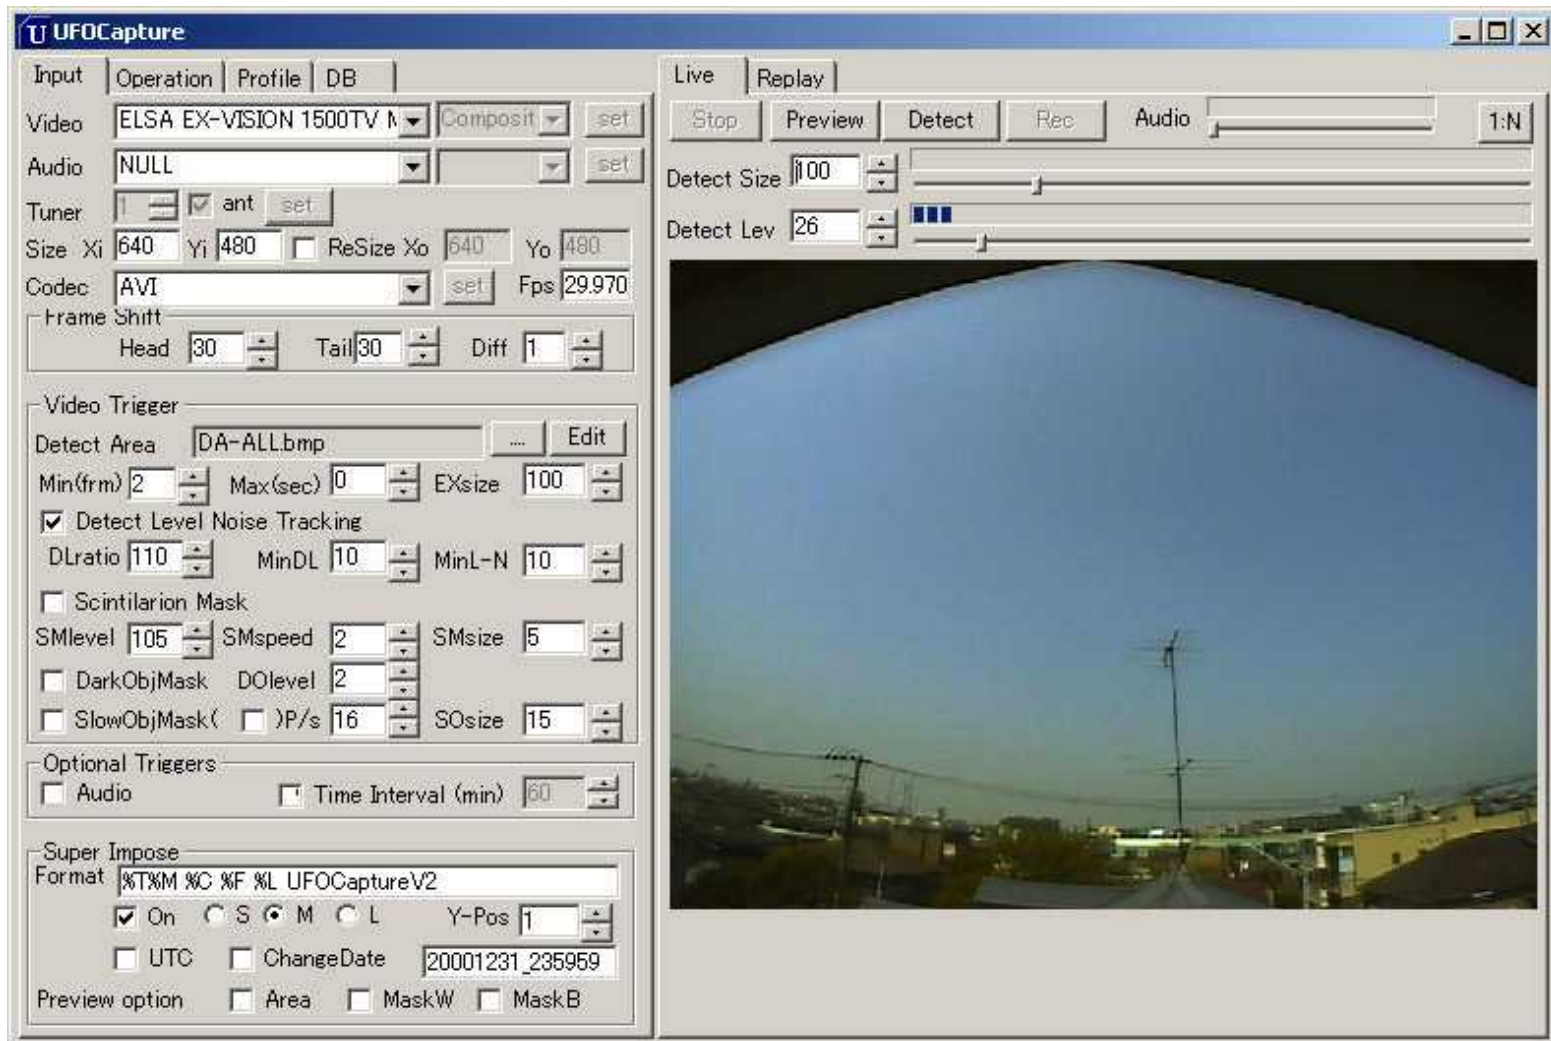 UFOCapture
Input Operation Profile DB
Video ELSA EX-VISION 1500TV Composit set
Audio NULL set
Tuner 1 ant set
Size Xi 640 Yi 480 ReSize Xo 640 Yo 480
Codec AVI set Fps 29.970
Frame Shift
Head 30 Tail 30 Diff 1
Video Trigger
Detect Area DA-ALL.bmp ... Edit
Min(frm) 2 Max(sec) 0 EXsize 100
Detect Level Noise Tracking
DLratio 110 MinDL 10 MinL-N 10
Scintilarion Mask
SMlevel 105 SMspeed 2 SMsize 5
DarkObjMask DOlevel 2
SlowObjMask( )P/s 16 SOsize 15
Optional Triggers
Audio Time Interval (min) 60
Super Impose
Format %T%M %C %F %L UFOCaptureV2
On S M L Y-Pos 1
UTC ChangeDate 20001231_235959
Preview option Area MaskW MaskB
Live Replay
Stop Preview Detect Rec Audio 1:N
Detect Size 100
Detect Lev 26